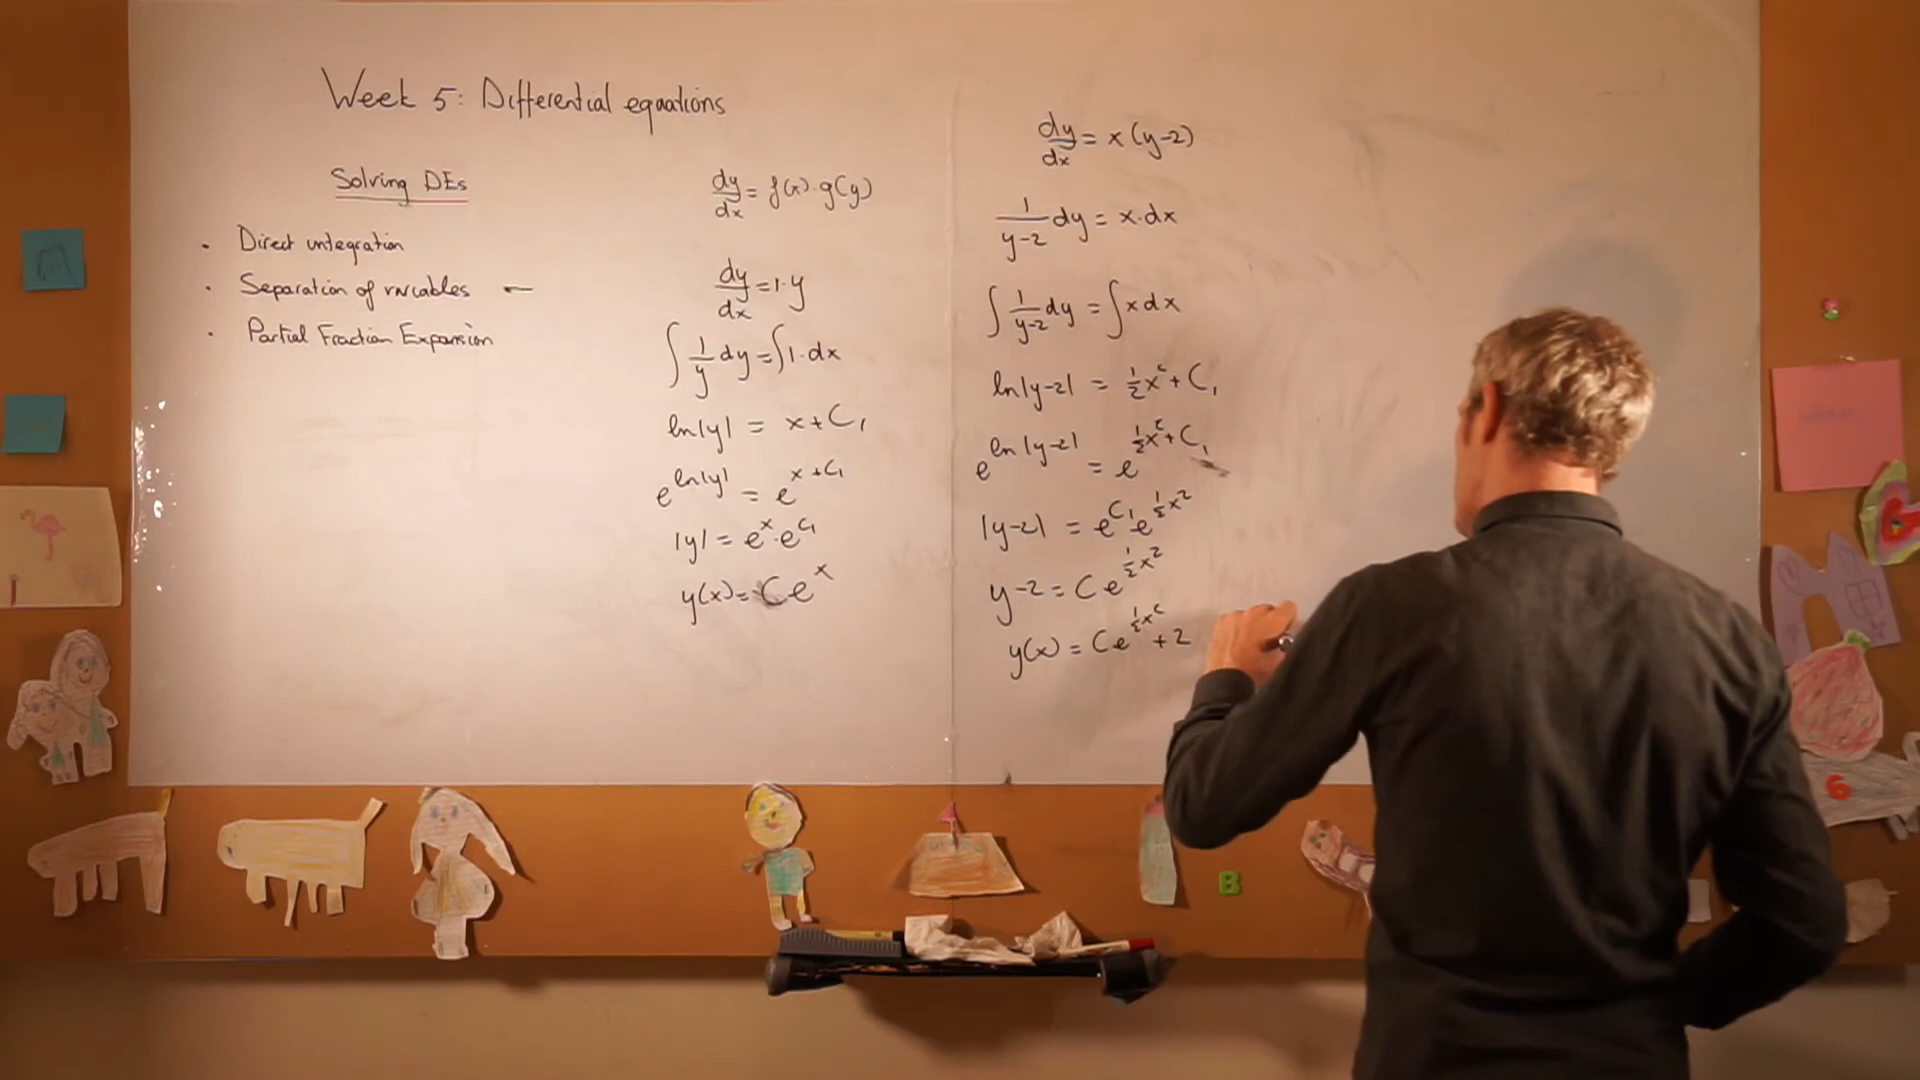 Week 5: Differential equations
Solving DEs
· Direct integration
· Separation of variables —
· Partial Fraction Expansion
dy/dx = f(x)·g(y)
dy/dx = 1·y
∫ 1/y dy = ∫ 1·dx
ln|y| = x + C₁
e^(ln|y|) = e^(x + C₁)
|y| = e^x · e^(C₁)
y(x) = C e^x
dy/dx = x (y-2)
1/(y-2) dy = x·dx
∫ 1/(y-2) dy = ∫ x dx
ln|y-2| = ½x² + C₁
e^(ln|y-2|) = e^(½x² + C₁)
|y-2| = e^(C₁) e^(½x²)
y-2 = C e^(½x²)
y(x) = C e^(½x²) + 2
6
B